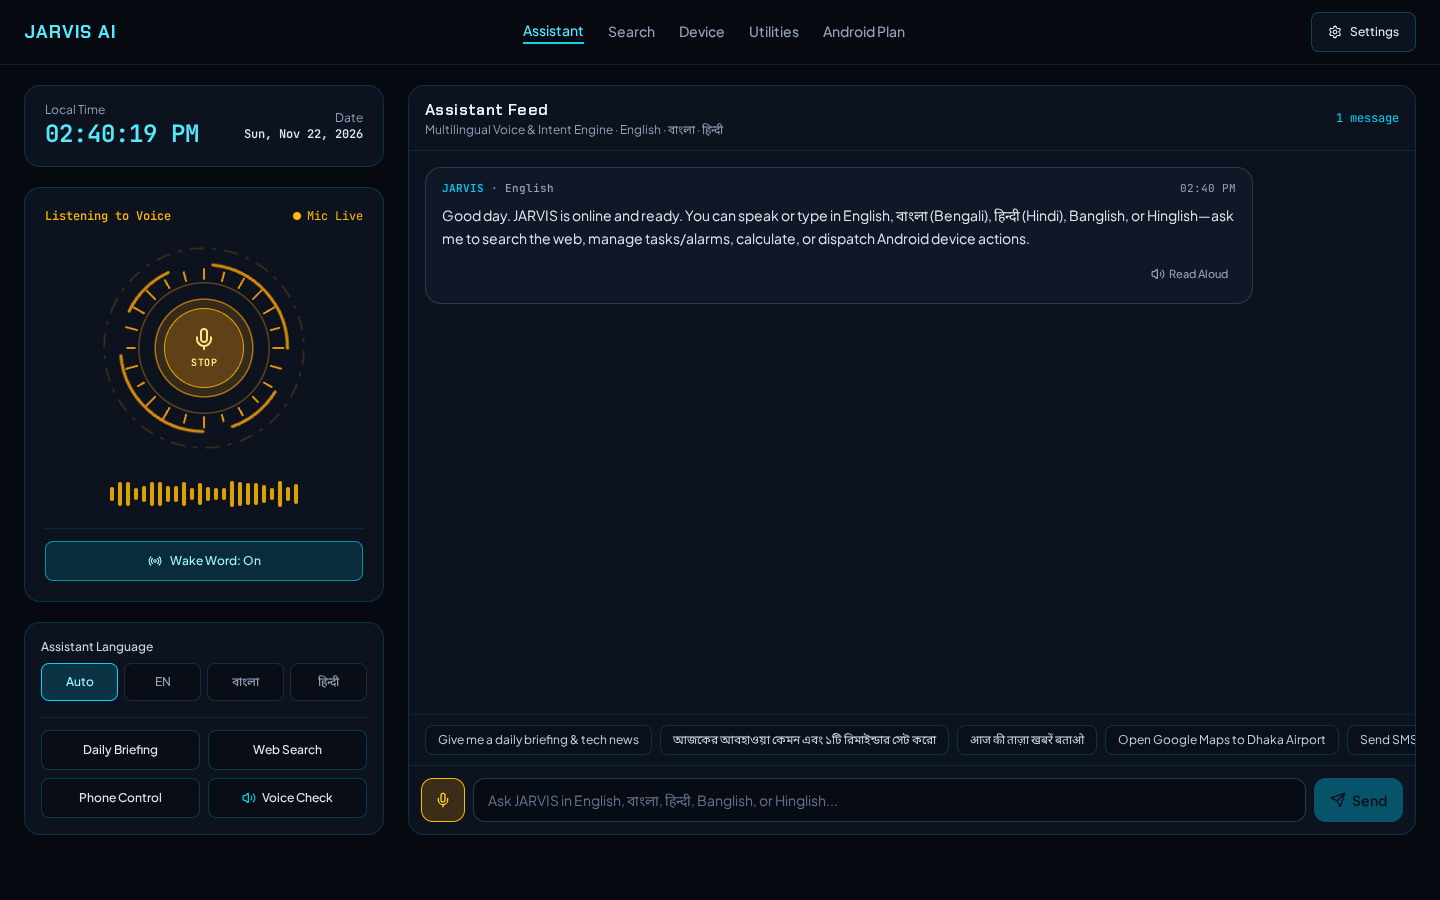 JARVIS AI
Assistant
Search
Device
Utilities
Android Plan
Settings
Local Time
02:40:19 PM
Date
Sun, Nov 22, 2026
Listening to Voice
Mic Live
STOP
Wake Word: On
Assistant Language
Auto
EN
বাংলা
हिन्दी
Daily Briefing
Web Search
Phone Control
Voice Check
Assistant Feed
Multilingual Voice & Intent Engine · English · বাংলা · हिन्दी
1 message
JARVIS · English
02:40 PM
Good day. JARVIS is online and ready. You can speak or type in English, বাংলা (Bengali), हिन्दी (Hindi), Banglish, or Hinglish—ask
me to search the web, manage tasks/alarms, calculate, or dispatch Android device actions.
Read Aloud
Give me a daily briefing & tech news
আজকের আবহাওয়া কেমন এবং ১টি রিমাইন্ডার সেট করো
आज की ताज़ा खबरें बताओ
Open Google Maps to Dhaka Airport
Send SMS
Ask JARVIS in English, বাংলা, हिन्दी, Banglish, or Hinglish...
Send